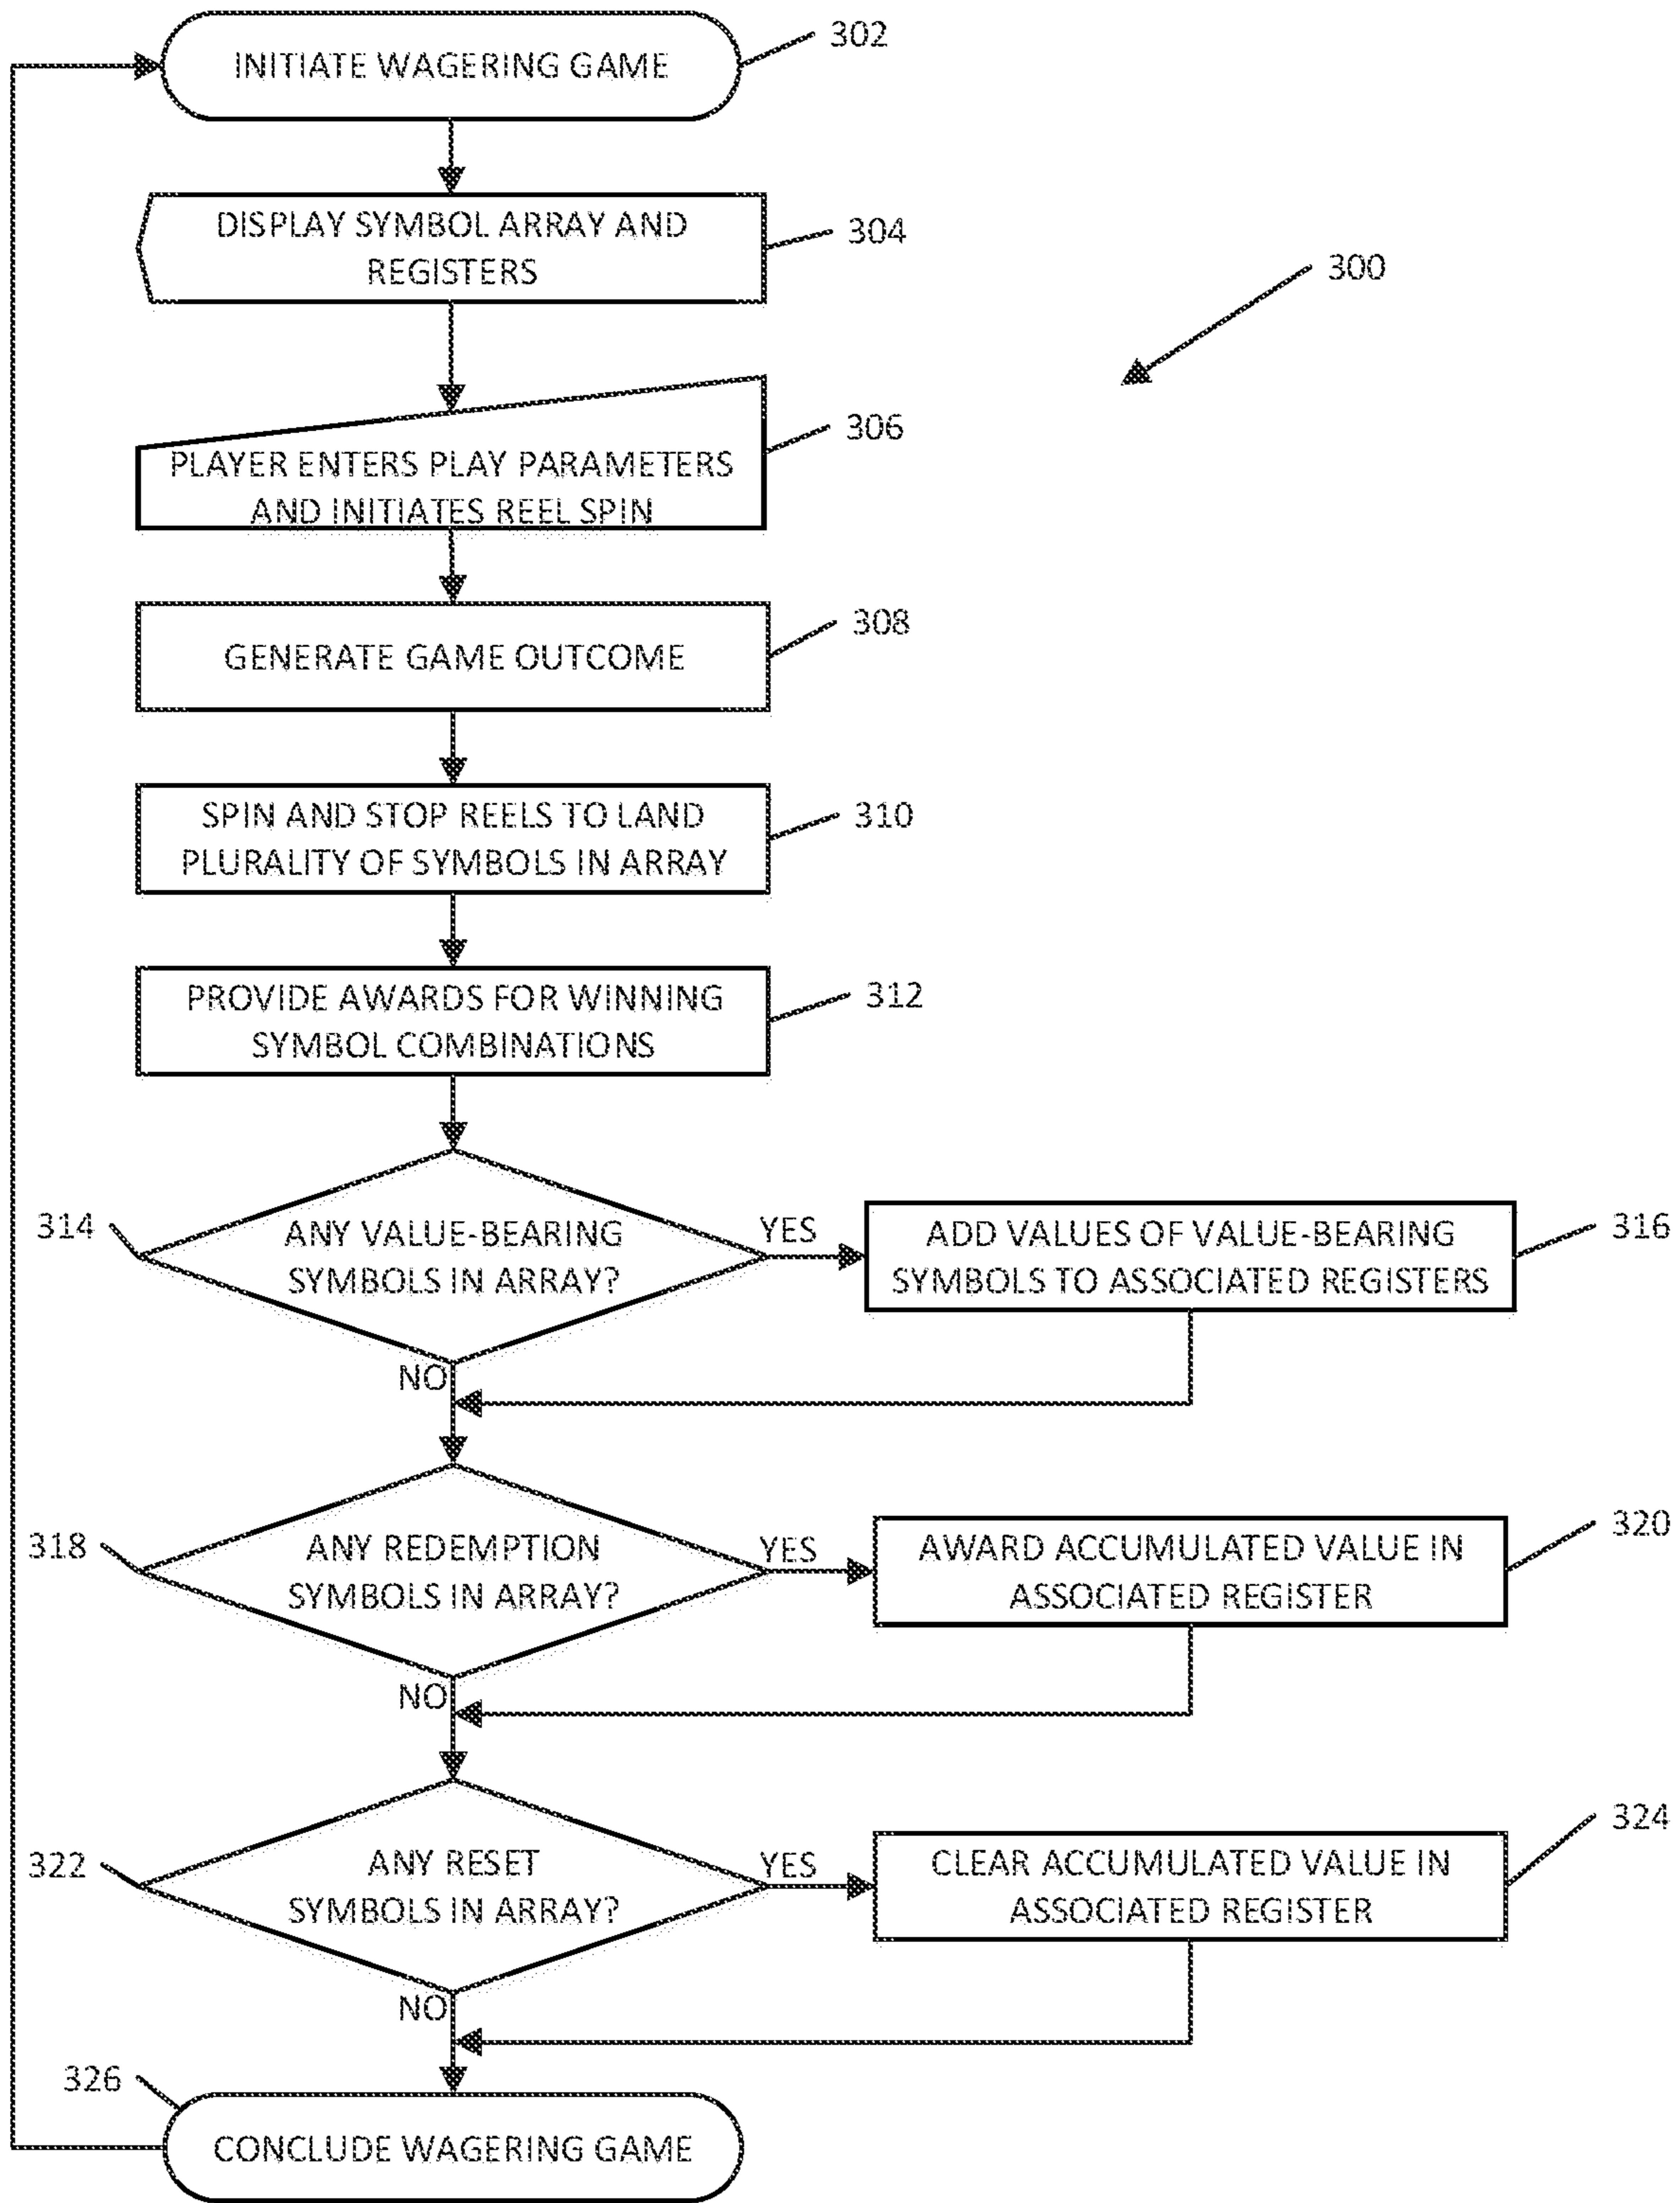 302
INITIATE WAGERING GAME
DISPLAY SYMBOL ARRAY AND
REGISTERS
304
300
306
PLAYER ENTERS PLAY PARAMETERS
AND INITIATES REEL SPIN
308
GENERATE GAME OUTCOME
310
SPIN AND STOP REELS TO LAND
PLURALITY OF SYMBOLS IN ARRAY
312
PROVIDE AWARDS FOR WINNING
SYMBOL COMBINATIONS
314
ANY VALUE-BEARING
SYMBOLS IN ARRAY?
YES
ADD VALUES OF VALUE-BEARING
SYMBOLS TO ASSOCIATED REGISTERS
316
NO
318
ANY REDEMPTION
SYMBOLS IN ARRAY?
YES
AWARD ACCUMULATED VALUE IN
ASSOCIATED REGISTER
320
NO
322
ANY RESET
SYMBOLS IN ARRAY?
YES
CLEAR ACCUMULATED VALUE IN
ASSOCIATED REGISTER
324
NO
326
CONCLUDE WAGERING GAME